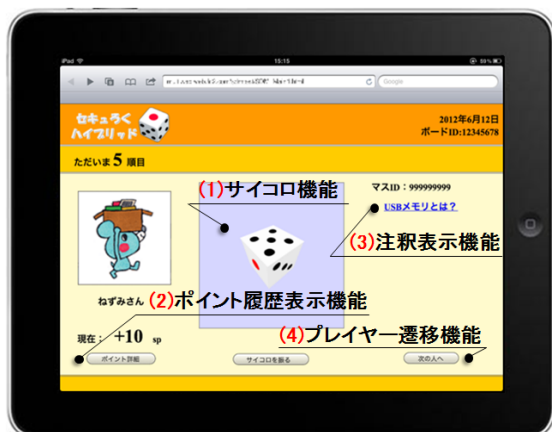 iPad
15:15
Google
セキュろく
ハイブリッド
2012年6月12日
ボードID:12345678
ただいま 5 順目
(1)サイコロ機能
マスID：999999999
USBメモリとは？
(3)注釈表示機能
ねずみさん
(2)ポイント履歴表示機能
現在： +10 sp
(4)プレイヤー遷移機能
ポイント詳細
サイコロを振る
次の人へ